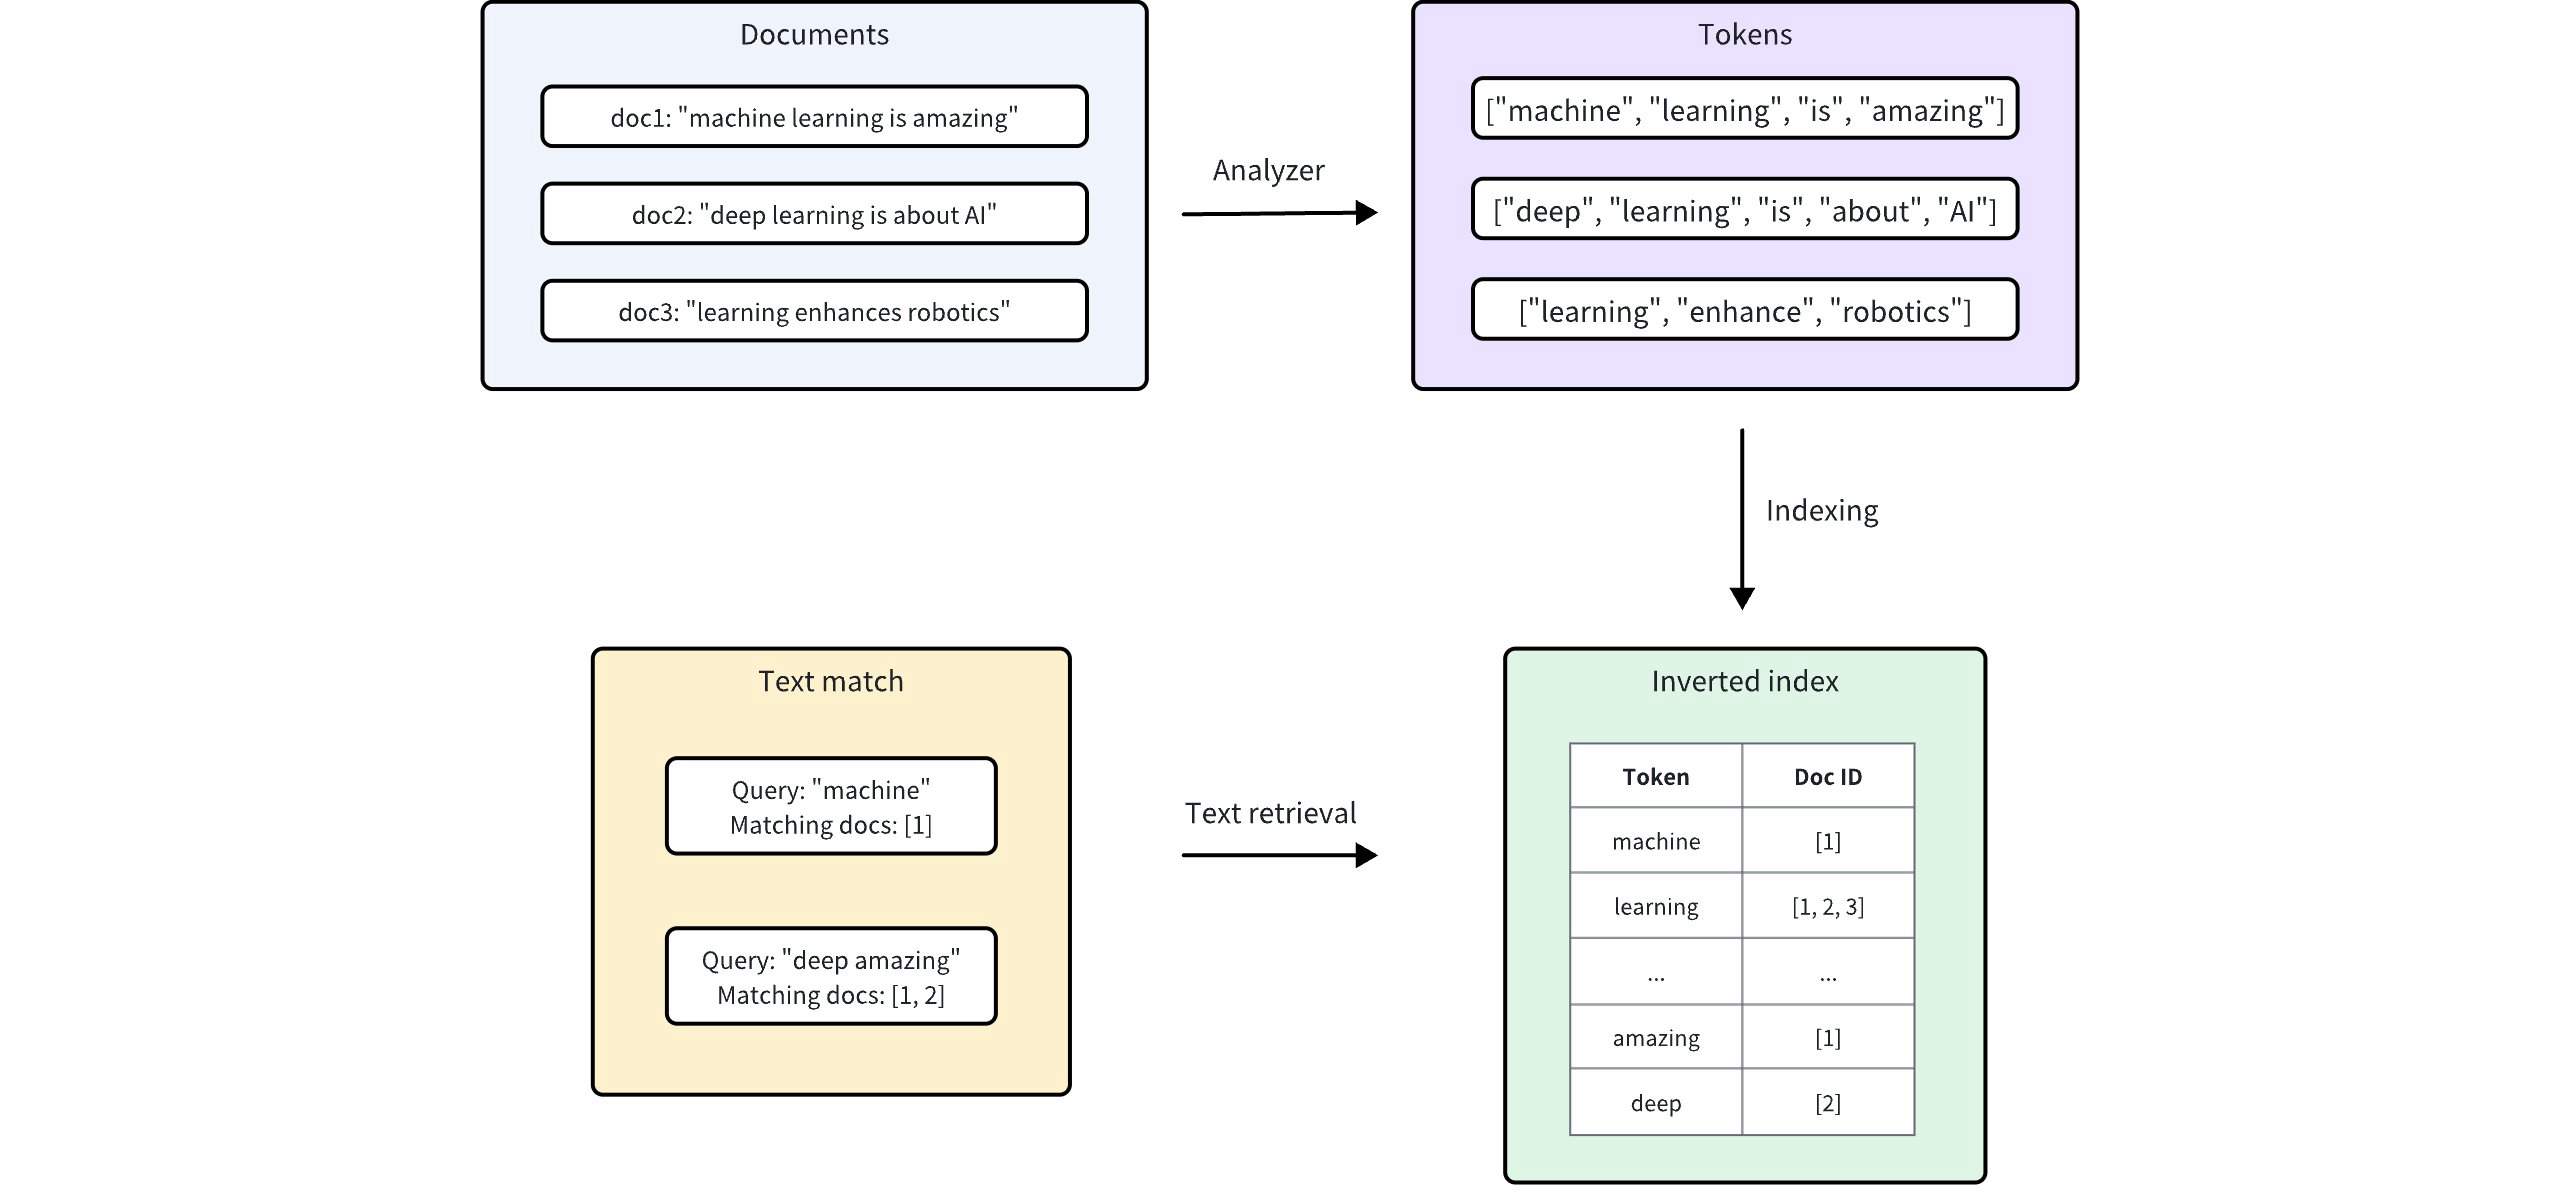 Documents
doc1: "machine learning is amazing"
doc2: "deep learning is about AI"
doc3: "learning enhances robotics"
Analyzer
Tokens
["machine", "learning", "is", "amazing"]
["deep", "learning", "is", "about", "AI"]
["learning", "enhance", "robotics"]
Indexing
Text match
Query: "machine"
Matching docs: [1]
Query: "deep amazing"
Matching docs: [1, 2]
Text retrieval
Inverted index
Token Doc ID
machine [1]
learning [1, 2, 3]
... ...
amazing [1]
deep [2]